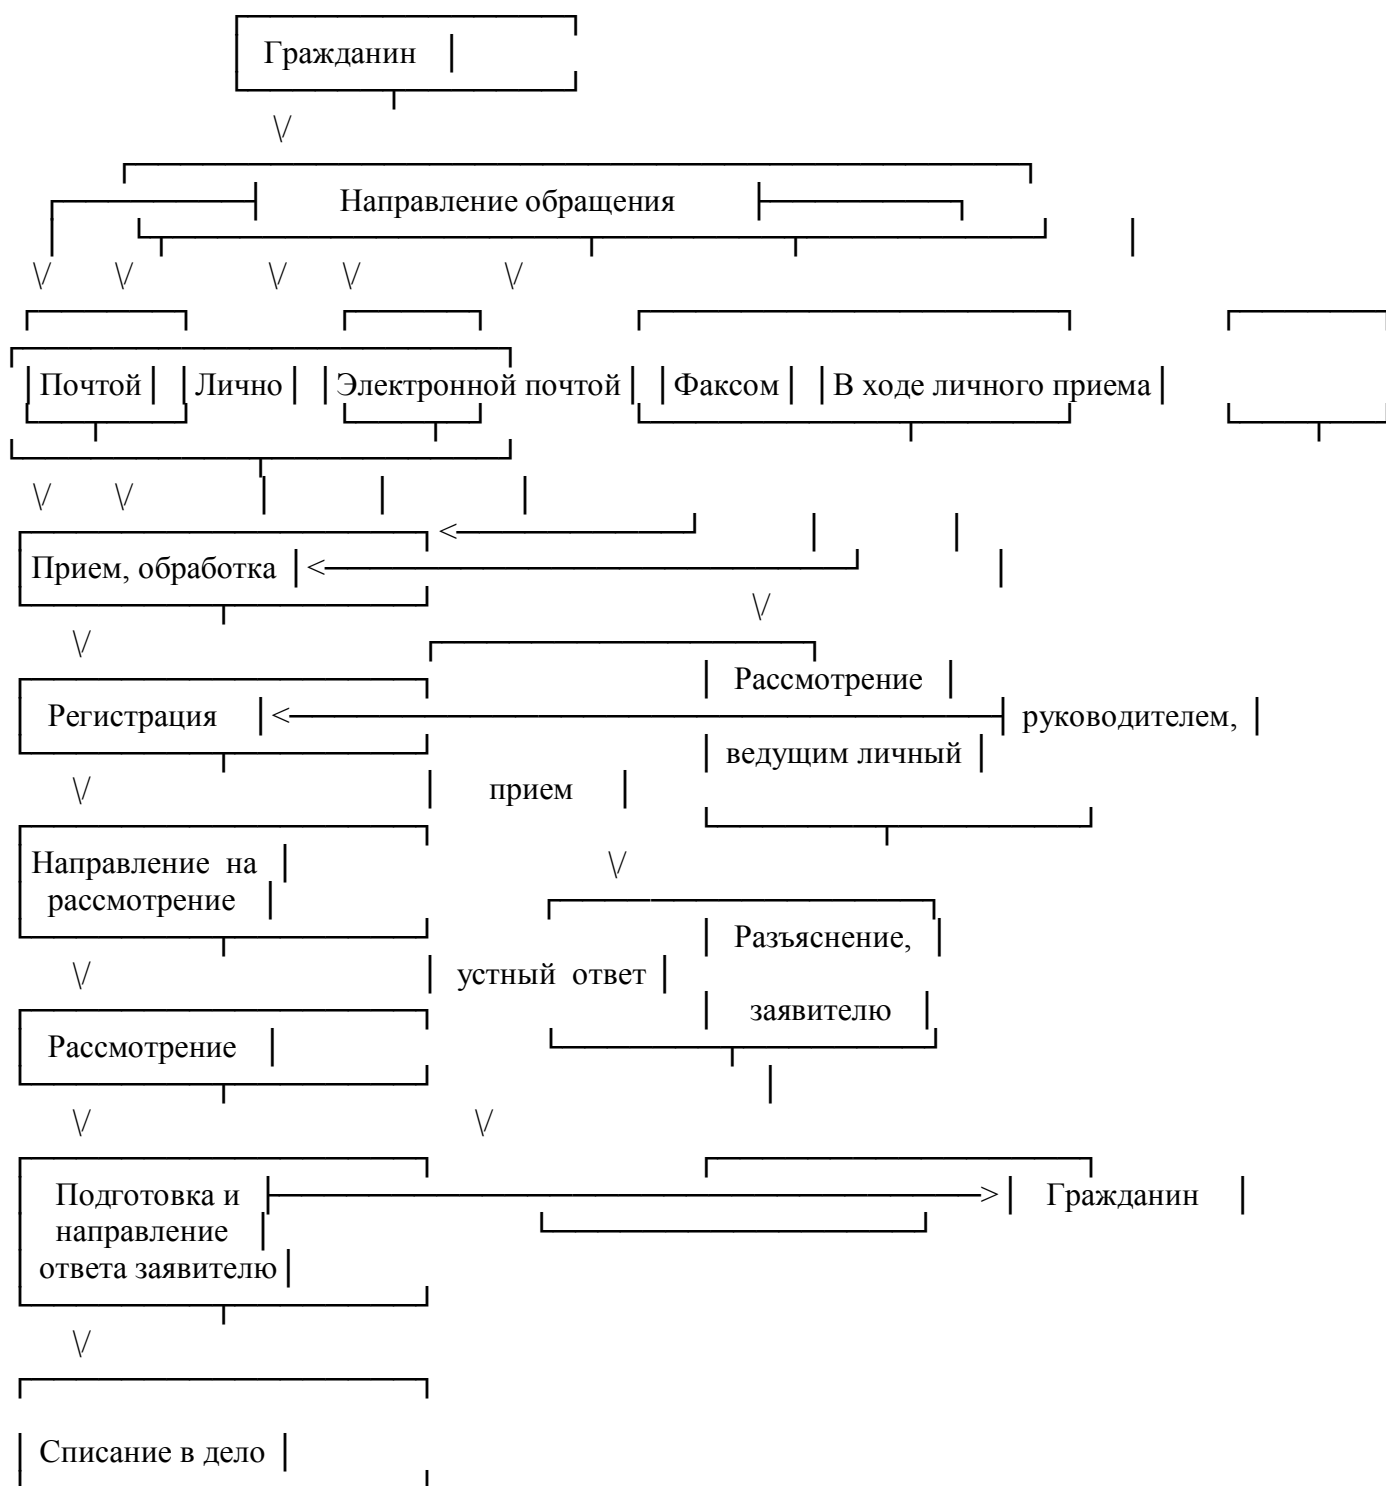 Гражданин
Направление обращения
Почтой Лично Электронной почтой Факсом В ходе личного приема
Прием, обработка
Рассмотрение
Регистрация руководителем,
ведущим личный
прием
Направление на
рассмотрение
Разъяснение,
устный ответ
заявителю
Рассмотрение
Подготовка и Гражданин
направление
ответа заявителю
Списание в дело